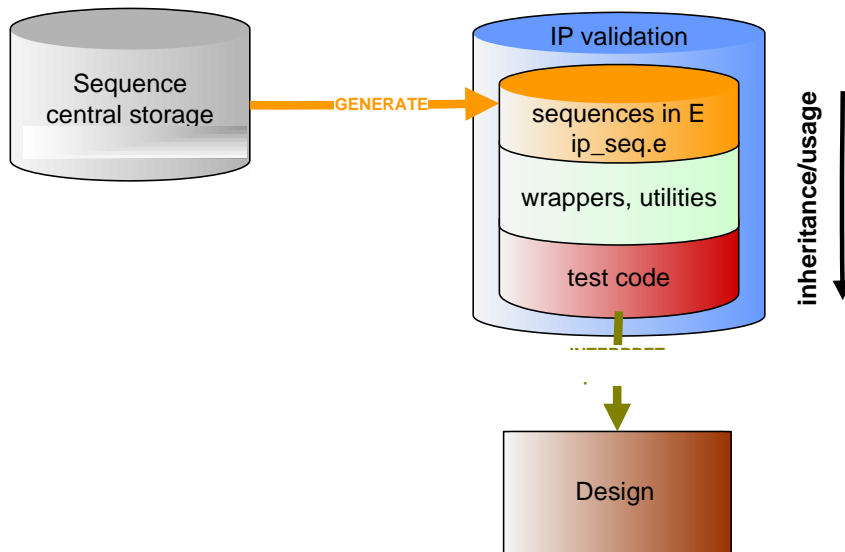 Sequence
central storage
GENERATE
IP validation
sequences in E
ip_seq.e
wrappers, utilities
test code
inheritance/usage
Design